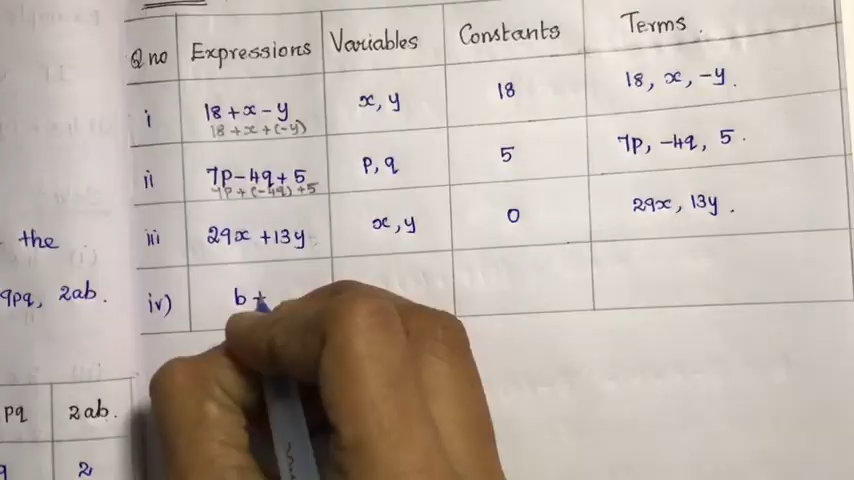 Q no Expressions Variables Constants Terms.
i 18 + x - y x, y 18 18, x, -y.
18 + x + (-y)
ii 7p - 4q + 5 p, q 5 7p, -4q, 5.
7p + (-4q) + 5
iii 29x + 13y x, y 0 29x, 13y.
iv) b +
the
9pq, 2ab.
pq 2ab.
2